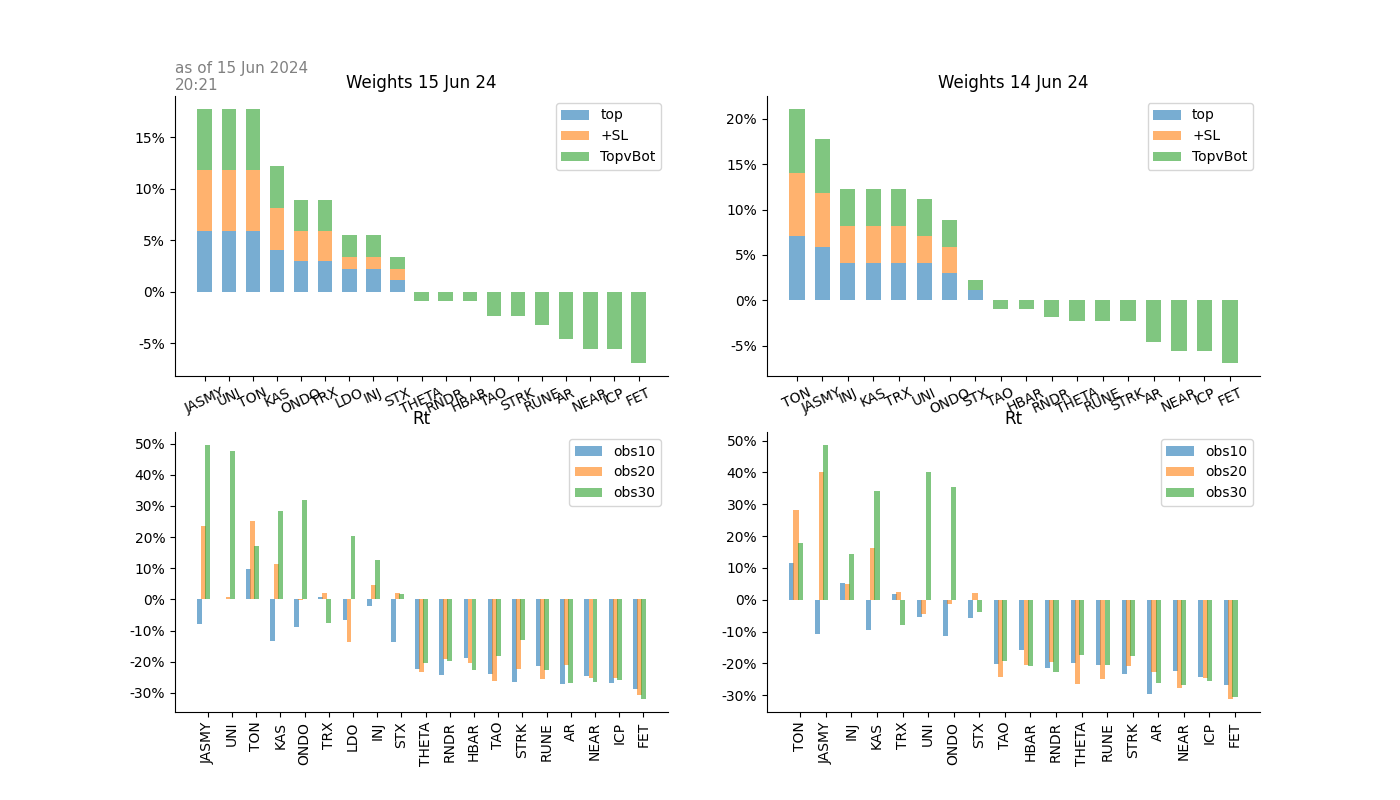 as of 15 Jun 2024
20:21
Weights 15 Jun 24
top
+SL
TopvBot
15%
10%
5%
0%
-5%
JASMY UNI TON KAS ONDO TRX LDO INJ STX THETA RNDR HBAR TAO STRK RUNE AR NEAR ICP FET
Weights 14 Jun 24
top
+SL
TopvBot
20%
15%
10%
5%
0%
-5%
TON JASMY INJ KAS TRX UNI ONDO STX TAO HBAR RNDR THETA RUNE STRK AR NEAR ICP FET
Rt
obs10
obs20
obs30
50%
40%
30%
20%
10%
0%
-10%
-20%
-30%
JASMY UNI TON KAS ONDO TRX LDO INJ STX THETA RNDR HBAR TAO STRK RUNE AR NEAR ICP FET
Rt
obs10
obs20
obs30
50%
40%
30%
20%
10%
0%
-10%
-20%
-30%
TON JASMY INJ KAS TRX UNI ONDO STX TAO HBAR RNDR THETA RUNE STRK AR NEAR ICP FET